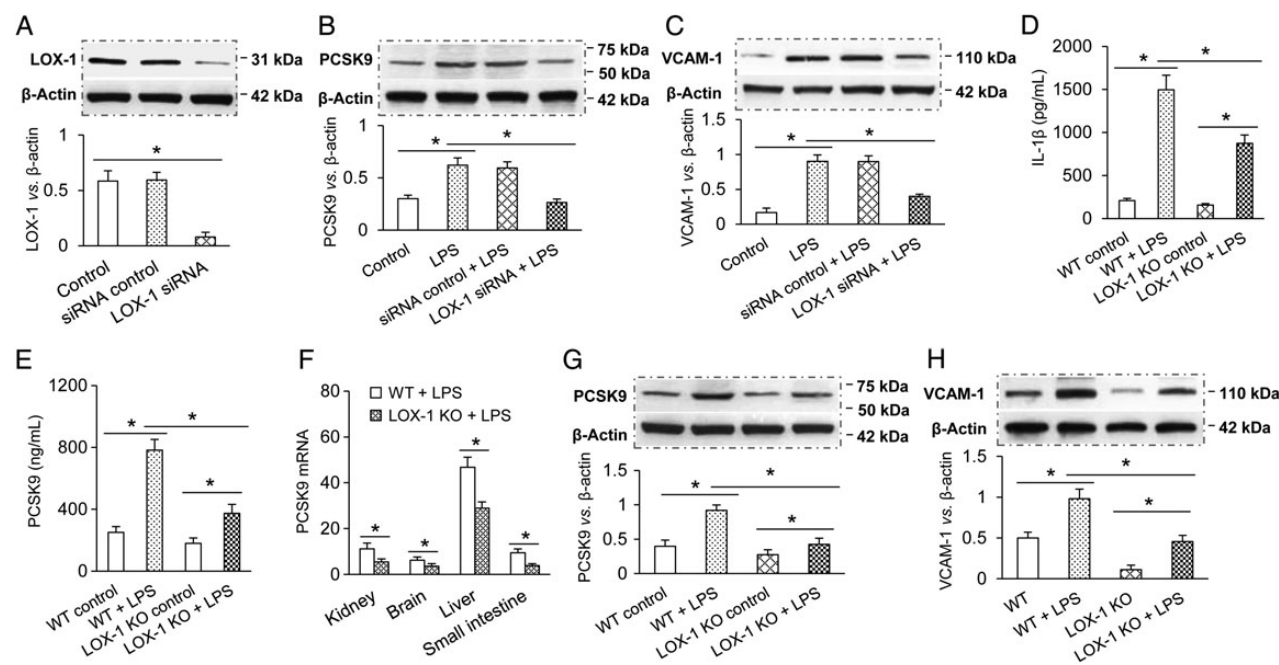 A
LOX-1
31 kDa
β-Actin
42 kDa
LOX-1 vs. β-actin
1
0.5
0
*
Control
siRNA control
LOX-1 siRNA
B
PCSK9
75 kDa
50 kDa
β-Actin
42 kDa
PCSK9 vs. β-actin
1
0.5
0
* *
Control
LPS
siRNA control + LPS
LOX-1 siRNA + LPS
C
VCAM-1
110 kDa
β-Actin
42 kDa
VCAM-1 vs. β-actin
1.5
1
0.5
0
* *
Control
LPS
siRNA control + LPS
LOX-1 siRNA + LPS
D
IL-1β (pg/mL)
2000
1500
1000
500
0
* *
*
WT control
WT + LPS
LOX-1 KO control
LOX-1 KO + LPS
E
PCSK9 (ng/mL)
1200
800
400
0
* *
*
WT control
WT + LPS
LOX-1 KO control
LOX-1 KO + LPS
F
PCSK9 mRNA
80
60
40
20
0
WT + LPS
LOX-1 KO + LPS
* * * *
Kidney
Brain
Liver
Small intestine
G
PCSK9
75 kDa
50 kDa
β-Actin
42 kDa
PCSK9 vs. β-actin
1.5
1
0.5
0
* *
*
WT control
WT + LPS
LOX-1 KO control
LOX-1 KO + LPS
H
VCAM-1
110 kDa
β-Actin
42 kDa
VCAM-1 vs. β-actin
1.5
1
0.5
0
* *
*
WT
WT + LPS
LOX-1 KO
LOX-1 KO + LPS